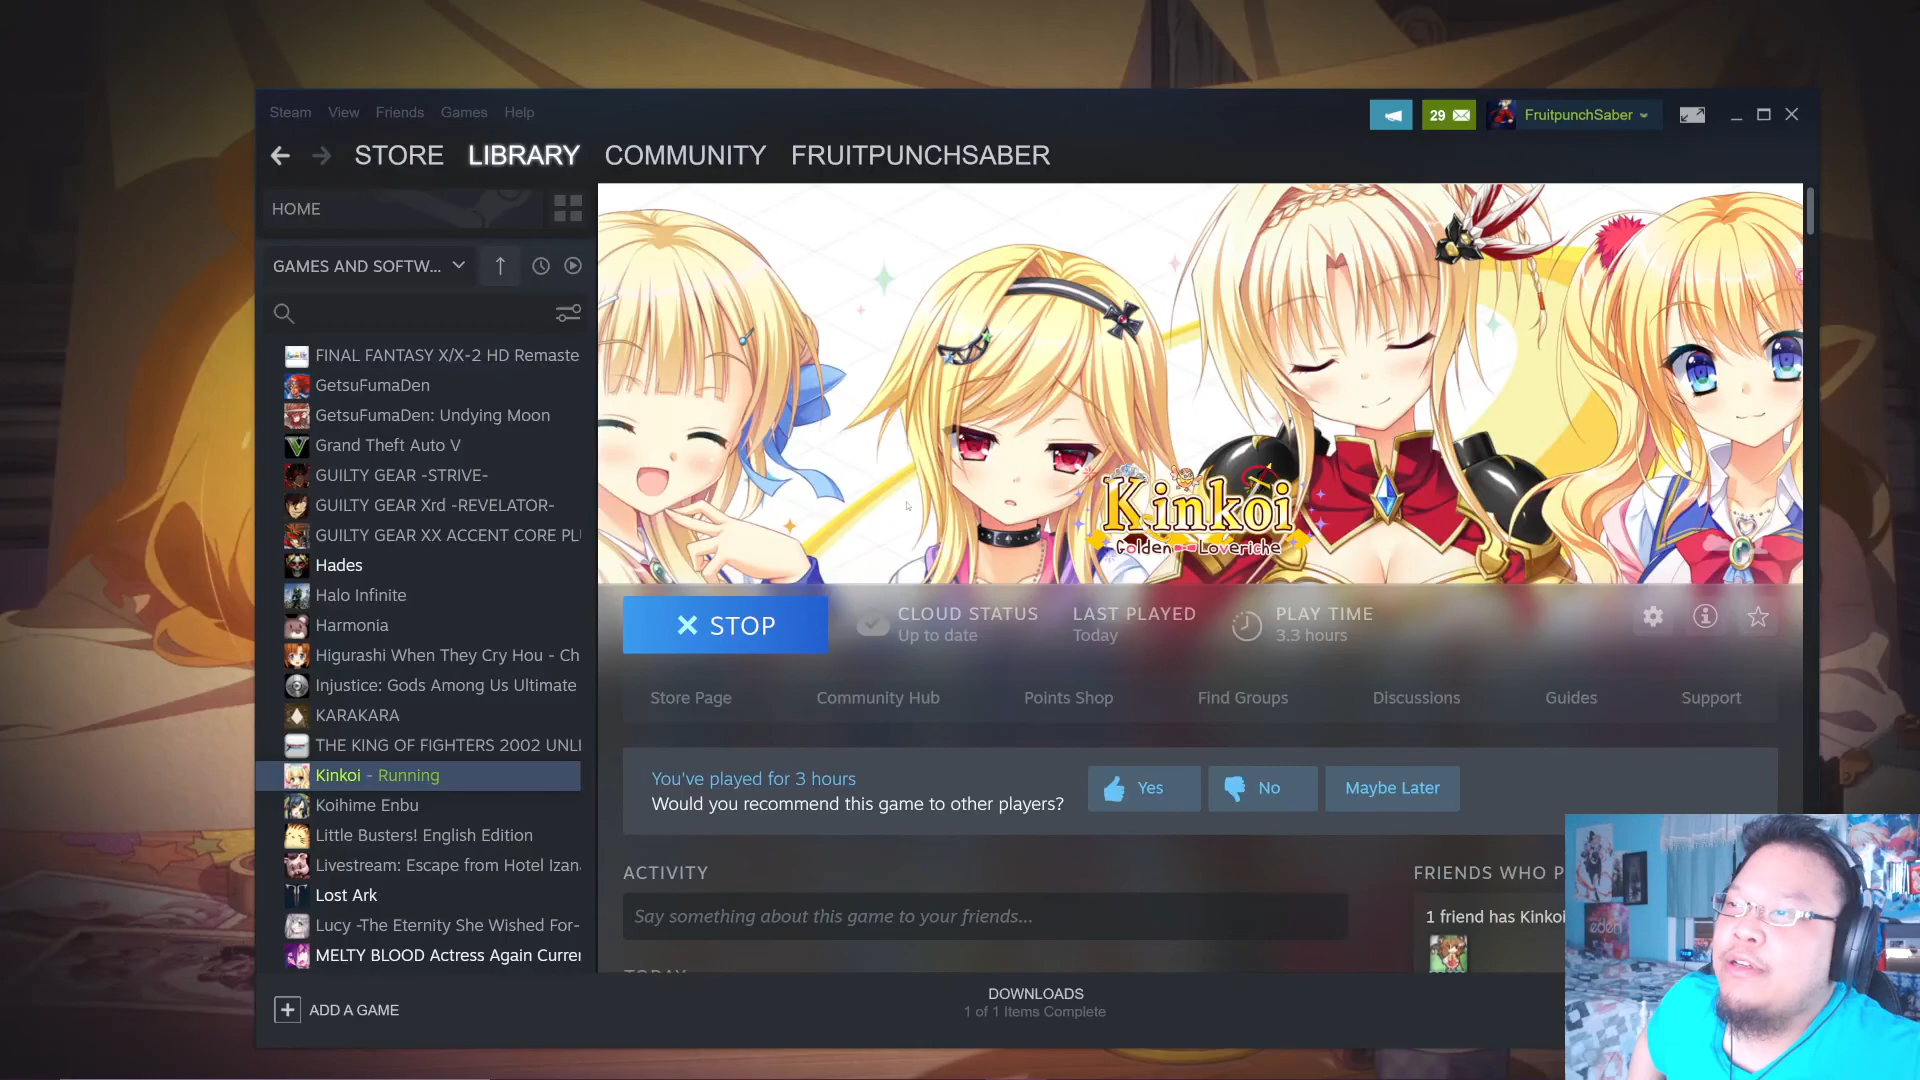 Steam View Friends Games Help
29
FruitpunchSaber
STORE LIBRARY COMMUNITY FRUITPUNCHSABER
HOME
GAMES AND SOFTW...
FINAL FANTASY X/X-2 HD Remaste
GetsuFumaDen
GetsuFumaDen: Undying Moon
Grand Theft Auto V
GUILTY GEAR -STRIVE-
GUILTY GEAR Xrd -REVELATOR-
GUILTY GEAR XX ACCENT CORE PLU
Hades
Halo Infinite
Harmonia
Higurashi When They Cry Hou - Ch
Injustice: Gods Among Us Ultimate
KARAKARA
THE KING OF FIGHTERS 2002 UNLI
Kinkoi - Running
Koihime Enbu
Little Busters! English Edition
Livestream: Escape from Hotel Izana
Lost Ark
Lucy -The Eternity She Wished For-
MELTY BLOOD Actress Again Curren
ADD A GAME
Kinkoi
Golden Loveriche
STOP
CLOUD STATUS
Up to date
LAST PLAYED
Today
PLAY TIME
3.3 hours
Store Page Community Hub Points Shop Find Groups Discussions Guides Support
You've played for 3 hours
Would you recommend this game to other players?
Yes No Maybe Later
ACTIVITY
Say something about this game to your friends...
TODAY
FRIENDS WHO P
1 friend has Kinkoi
DOWNLOADS
1 of 1 Items Complete
eden